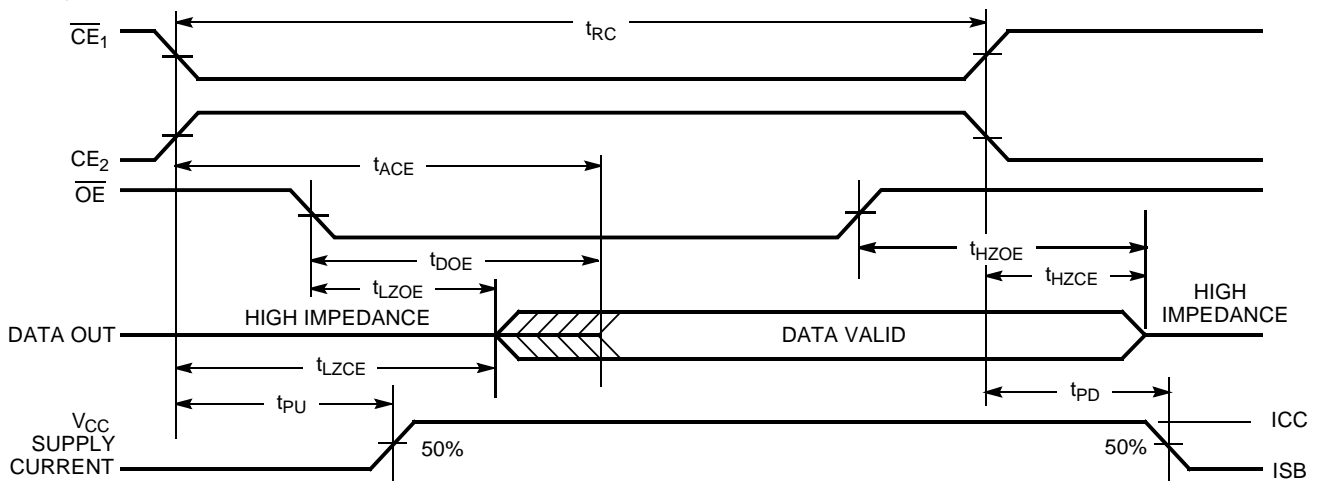 tRC
CE1
CE2
tACE
OE
tDOE
tHZOE
tLZOE
tHZCE
HIGH
IMPEDANCE
HIGH IMPEDANCE
DATA OUT
DATA VALID
tLZCE
tPU
tPD
VCC
SUPPLY
CURRENT
50%
50%
ICC
ISB